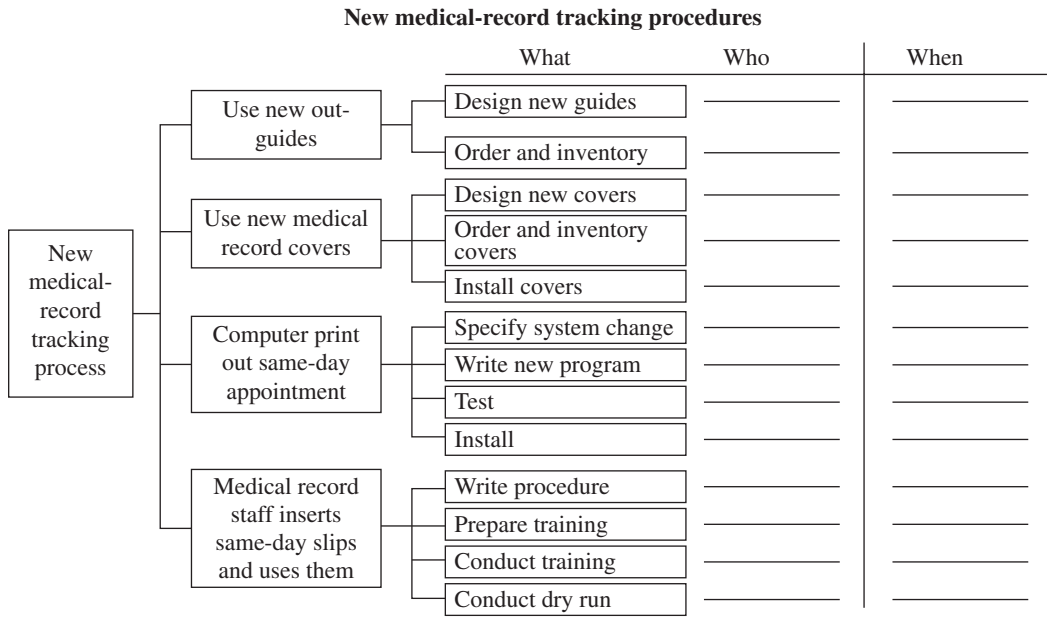 New medical-record tracking procedures
What Who When
Use new out-
guides
Design new guides
Order and inventory
Use new medical
record covers
Design new covers
Order and inventory
covers
Install covers
New
medical-
record
tracking
process
Computer print
out same-day
appointment
Specify system change
Write new program
Test
Install
Medical record
staff inserts
same-day slips
and uses them
Write procedure
Prepare training
Conduct training
Conduct dry run